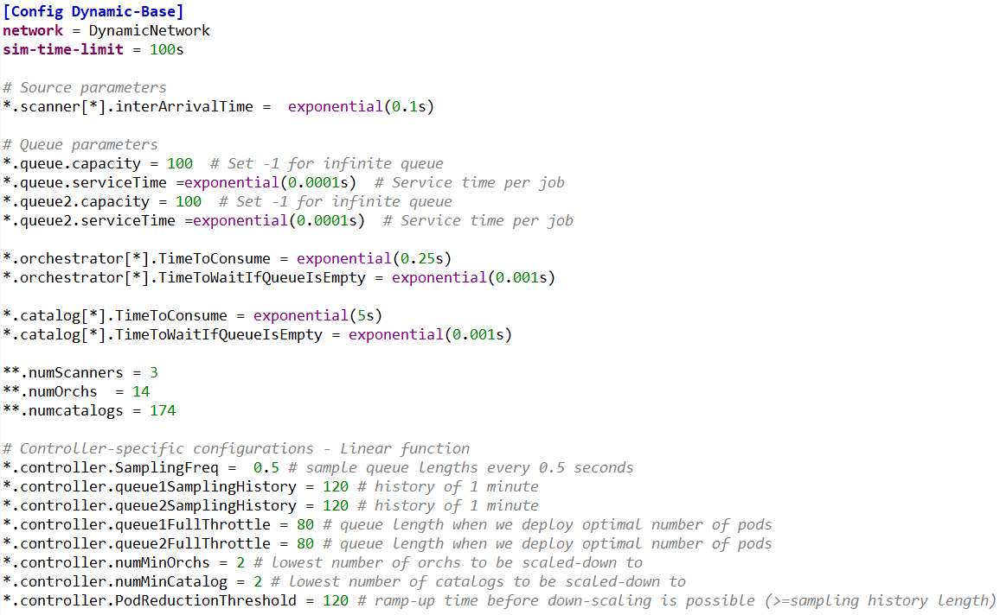 [Config Dynamic-Base]
network = DynamicNetwork
sim-time-limit = 100s
# Source parameters
*.scanner[*].interArrivalTime =  exponential(0.1s)
# Queue parameters
*.queue.capacity = 100  # Set -1 for infinite queue
*.queue.serviceTime =exponential(0.0001s)  # Service time per job
*.queue2.capacity = 100  # Set -1 for infinite queue
*.queue2.serviceTime =exponential(0.0001s)  # Service time per job
*.orchestrator[*].TimeToConsume = exponential(0.25s)
*.orchestrator[*].TimeToWaitIfQueueIsEmpty = exponential(0.001s)
*.catalog[*].TimeToConsume = exponential(5s)
*.catalog[*].TimeToWaitIfQueueIsEmpty = exponential(0.001s)
**.numScanners = 3
**.numOrchs  = 14
**.numcatalogs = 174
# Controller-specific configurations - Linear function
*.controller.SamplingFreq =  0.5 # sample queue lengths every 0.5 seconds
*.controller.queue1SamplingHistory = 120 # history of 1 minute
*.controller.queue2SamplingHistory = 120 # history of 1 minute
*.controller.queue1FullThrottle = 80 # queue length when we deploy optimal number of pods
*.controller.queue2FullThrottle = 80 # queue length when we deploy optimal number of pods
*.controller.numMinOrchs = 2 # lowest number of orchs to be scaled-down to
*.controller.numMinCatalog = 2 # lowest number of catalogs to be scaled-down to
*.controller.PodReductionThreshold = 120 # ramp-up time before down-scaling is possible (>=sampling history length)